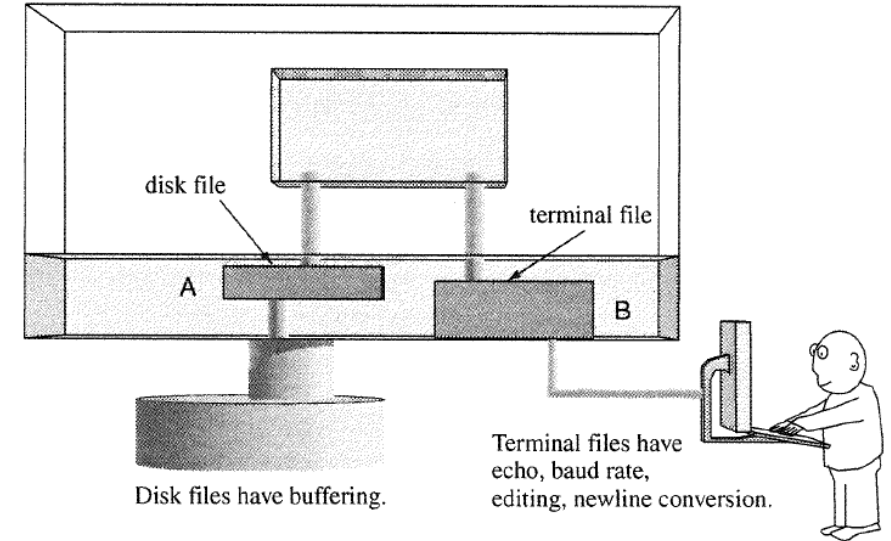 disk file
terminal file
A
B
Terminal files have
echo, baud rate,
editing, newline conversion.
Disk files have buffering.